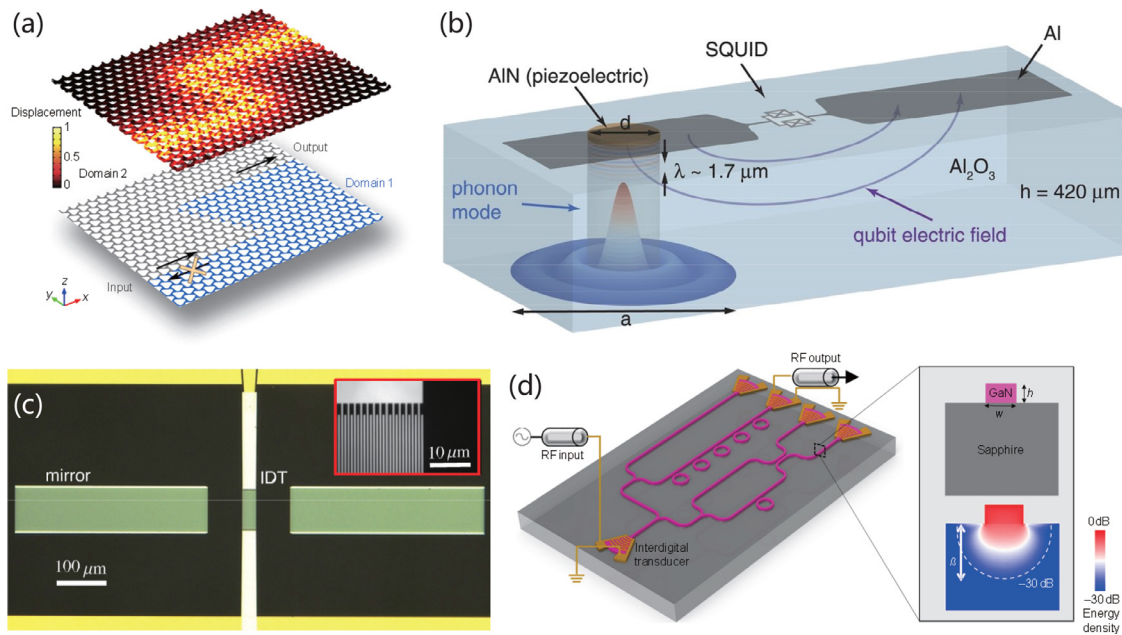 (a)
Displacement
1
0.5
0
Domain 2
Output
Domain 1
Input
y
z
x
(b)
AlN (piezoelectric)
SQUID
Al
d
λ ~ 1.7 μm
phonon
mode
Al₂O₃
h = 420 μm
qubit electric field
a
(c)
mirror
IDT
10 μm
100 μm
(d)
RF output
RF input
Interdigital
transducer
GaN
h
w
Sapphire
0 dB
−30 dB
−30 dB
Energy
density